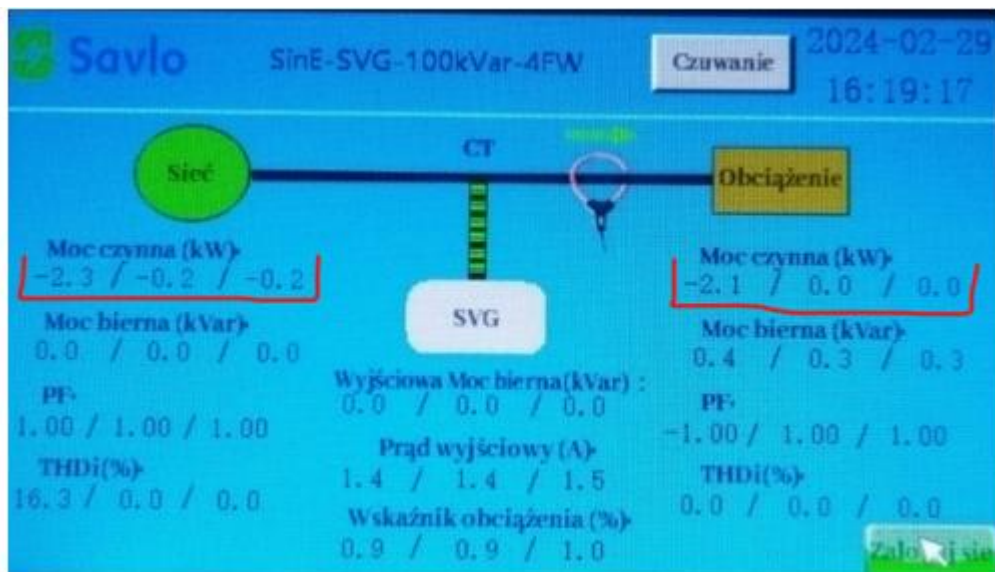 Savlo
SinE-SVG-100kVar-4FW
Czuwanie
2024-02-29
16:19:17
CT
Sieć
Obciążenie
Moc czynna (kW)
-2.3 / -0.2 / -0.2
Moc bierna (kVar)
0.0 / 0.0 / 0.0
PF
1.00 / 1.00 / 1.00
THDi(%)
16.3 / 0.0 / 0.0
SVG
Wyjściowa Moc bierna(kVar) :
0.0 / 0.0 / 0.0
Prąd wyjściowy (A)
1.4 / 1.4 / 1.5
Wskaźnik obciążenia (%)
0.9 / 0.9 / 1.0
Moc czynna (kW)
-2.1 / 0.0 / 0.0
Moc bierna (kVar)
0.4 / 0.3 / 0.3
PF
-1.00 / 1.00 / 1.00
THDi(%)
0.0 / 0.0 / 0.0